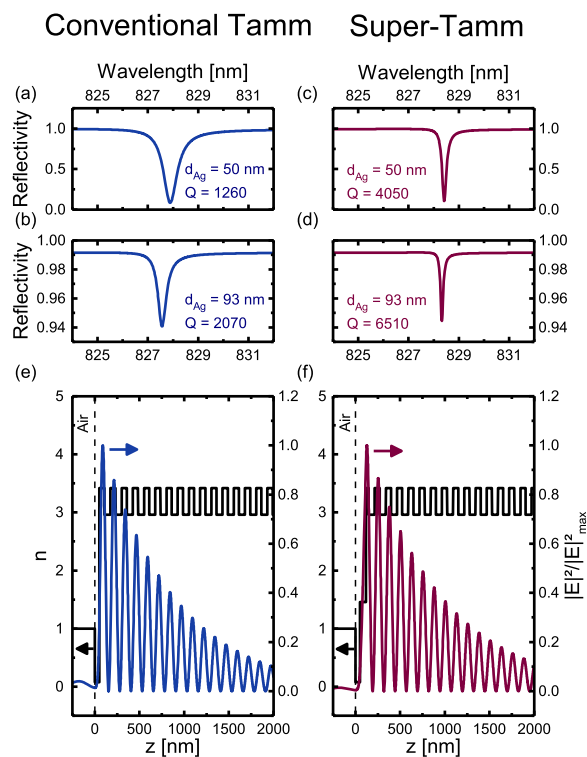 Conventional Tamm
Super-Tamm
Wavelength [nm]
Wavelength [nm]
(a)
825 827 829 831
(c)
825 827 829 831
Reflectivity
1.0
0.5
0.0
d_Ag = 50 nm
Q = 1260
d_Ag = 50 nm
Q = 4050
1.0
0.5
0.0
(b)
(d)
Reflectivity
1.00
0.98
0.96
0.94
d_Ag = 93 nm
Q = 2070
d_Ag = 93 nm
Q = 6510
1.00
0.98
0.96
0.94
825 827 829 831
825 827 829 831
(e)
(f)
n
5
4
3
2
1
0
Air
1.2
1.0
0.8
0.6
0.4
0.2
0.0
0 500 1000 1500 2000
z [nm]
5
4
3
2
1
0
Air
1.2
1.0
0.8
0.6
0.4
0.2
0.0
|E|²/|E|²max
0 500 1000 1500 2000
z [nm]